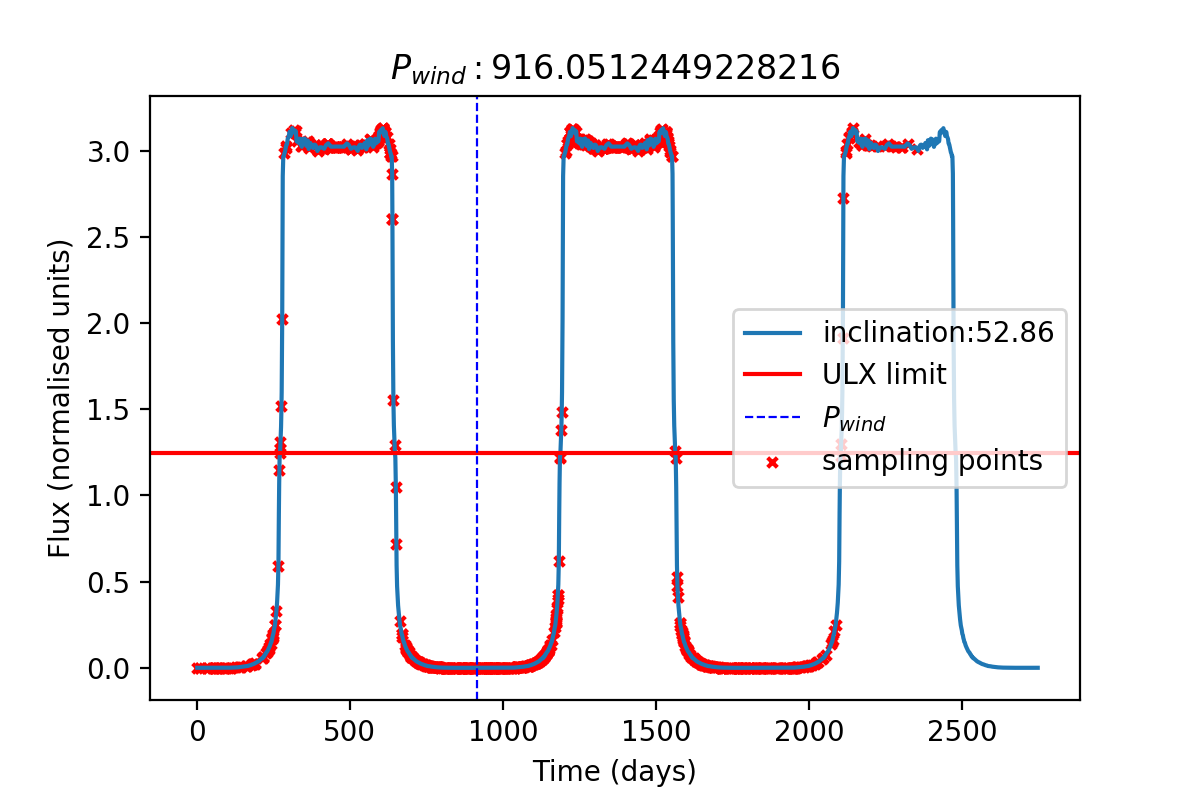 P_wind : 916.0512449228216
3.0
2.5
2.0
1.5
1.0
0.5
0.0
Flux (normalised units)
inclination:52.86
ULX limit
P_wind
sampling points
0
500
1000
1500
2000
2500
Time (days)